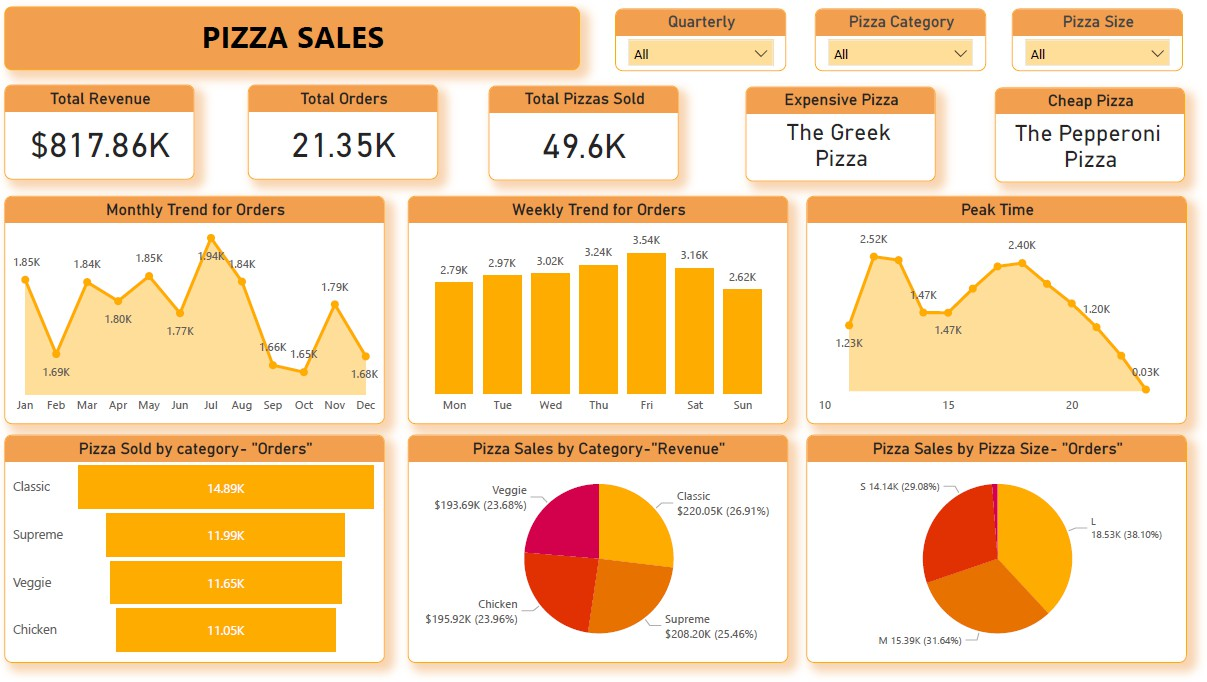 PIZZA SALES
Quarterly
All
Pizza Category
All
Pizza Size
All
Total Revenue
$817.86K
Total Orders
21.35K
Total Pizzas Sold
49.6K
Expensive Pizza
The Greek
Pizza
Cheap Pizza
The Pepperoni
Pizza
Monthly Trend for Orders
1.85K
1.69K
1.84K
1.80K
1.85K
1.77K
1.94K
1.84K
1.66K
1.65K
1.79K
1.68K
Jan Feb Mar Apr May Jun Jul Aug Sep Oct Nov Dec
Weekly Trend for Orders
2.79K 2.97K 3.02K 3.24K 3.54K 3.16K 2.62K
Mon Tue Wed Thu Fri Sat Sun
Peak Time
1.23K
2.52K
1.47K
1.47K
2.40K
1.20K
0.03K
10 15 20
Pizza Sold by category- "Orders"
Classic 14.89K
Supreme 11.99K
Veggie 11.65K
Chicken 11.05K
Pizza Sales by Category-"Revenue"
Veggie
$193.69K (23.68%)
Classic
$220.05K (26.91%)
Chicken
$195.92K (23.96%)
Supreme
$208.20K (25.46%)
Pizza Sales by Pizza Size- "Orders"
S 14.14K (29.08%)
L
18.53K (38.10%)
M 15.39K (31.64%)